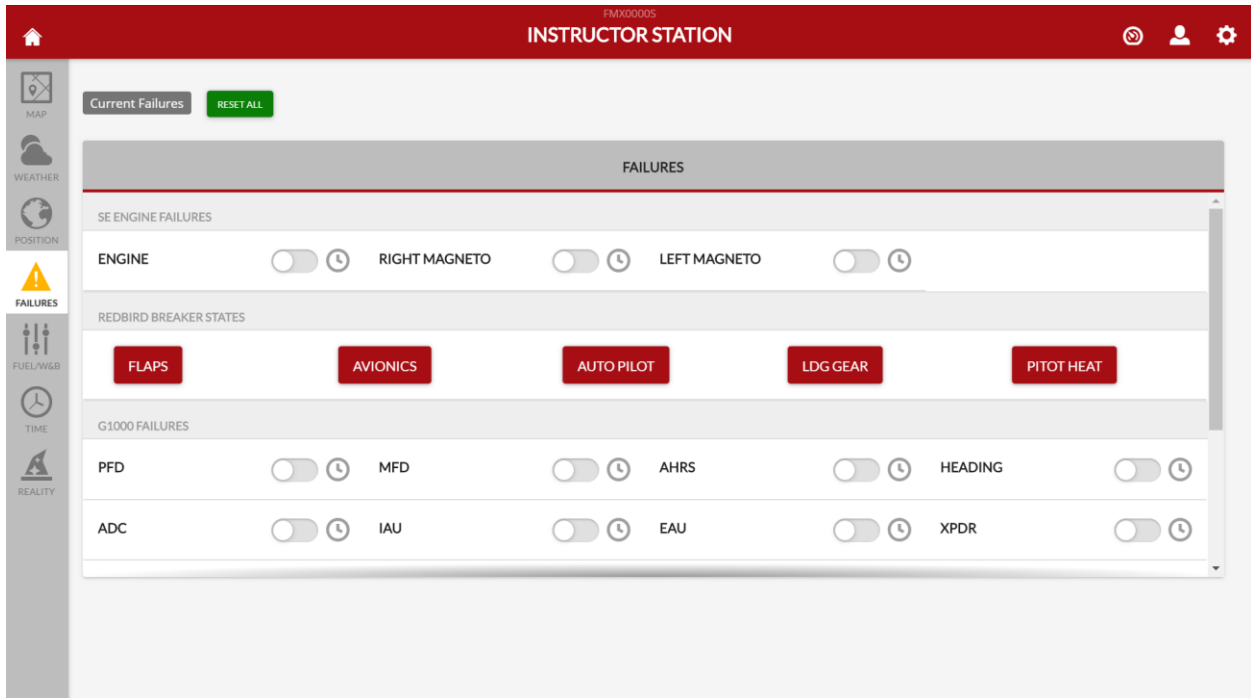 FMX0000S
INSTRUCTOR STATION
MAP
WEATHER
POSITION
FAILURES
FUEL/W&B
TIME
REALITY
Current Failures RESET ALL
FAILURES
SE ENGINE FAILURES
ENGINE RIGHT MAGNETO LEFT MAGNETO
REDBIRD BREAKER STATES
FLAPS AVIONICS AUTO PILOT LDG GEAR PITOT HEAT
G1000 FAILURES
PFD MFD AHRS HEADING
ADC IAU EAU XPDR